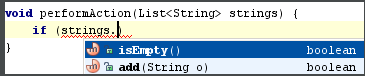 void performAction(List<String> strings) {
if (strings.)
isEmpty() boolean
add(String o) boolean
}